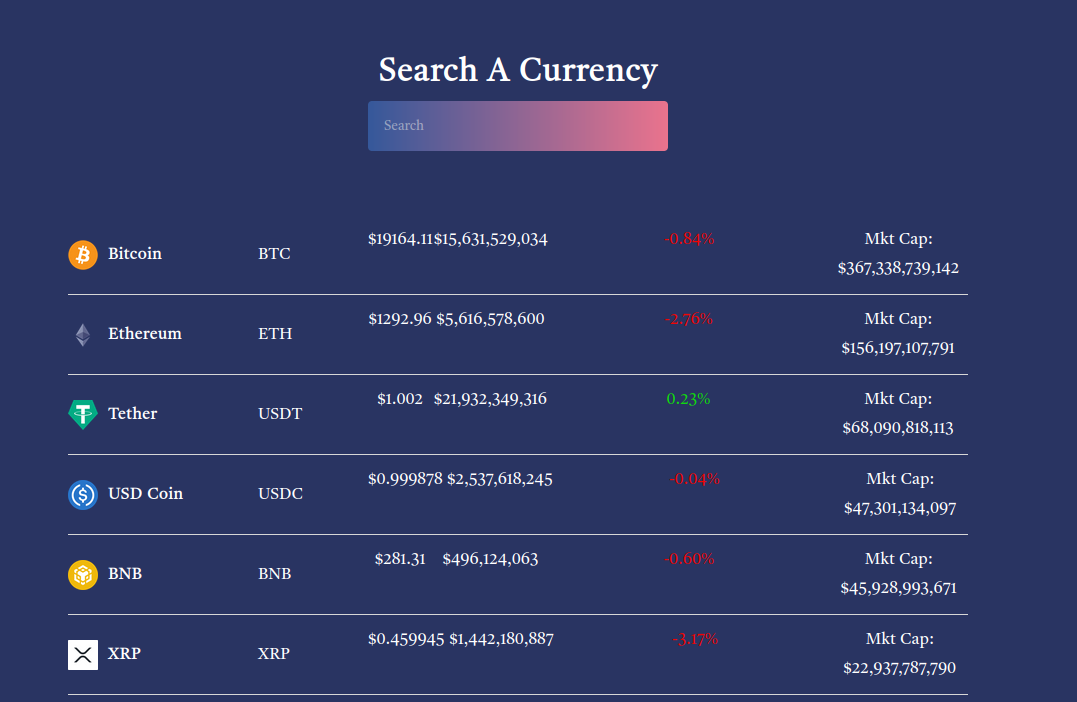 Search A Currency
Search
Bitcoin BTC $19164.11 $15,631,529,034 -0.84% Mkt Cap:
$367,338,739,142
Ethereum ETH $1292.96 $5,616,578,600 -2.76% Mkt Cap:
$156,197,107,791
Tether USDT $1.002 $21,932,349,316 0.23% Mkt Cap:
$68,090,818,113
USD Coin USDC $0.999878 $2,537,618,245 -0.04% Mkt Cap:
$47,301,134,097
BNB BNB $281.31 $496,124,063 -0.60% Mkt Cap:
$45,928,993,671
XRP XRP $0.459945 $1,442,180,887 -3.17% Mkt Cap:
$22,937,787,790